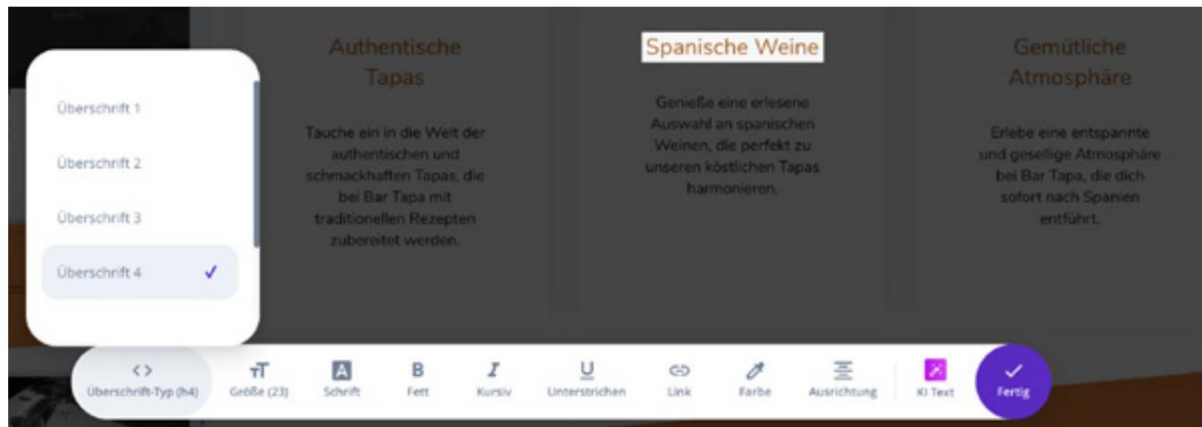 Authentische
Tapas
Tauche ein in die Welt der
authentischen und
schmackhaften Tapas, die
bei Bar Tapa mit
traditionellen Rezepten
zubereitet werden.
Spanische Weine
Genieße eine erlesene
Auswahl an spanischen
Weinen, die perfekt zu
unseren köstlichen Tapas
harmonieren.
Gemütliche
Atmosphäre
Erlebe eine entspannte
und gesellige Atmosphäre
bei Bar Tapa, die dich
sofort nach Spanien
entführt.
Überschrift 1
Überschrift 2
Überschrift 3
Überschrift 4
Überschrift-Typ (h4)
Größe (23)
Schrift
Fett
Kursiv
Unterstrichen
Link
Farbe
Ausrichtung
KI Text
Fertig